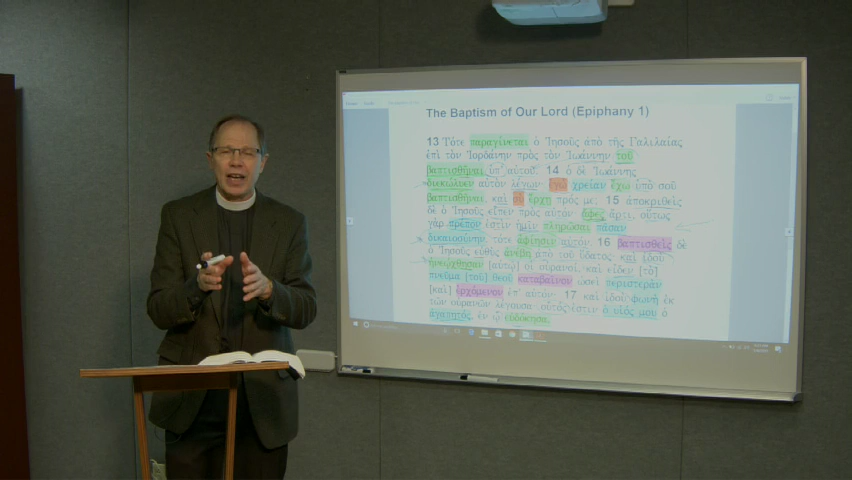 The Baptism of Our Lord (Epiphany 1)
13 Τότε παραγίνεται ὁ Ἰησοῦς ἀπὸ τῆς Γαλιλαίας
ἐπὶ τὸν Ἰορδάνην πρὸς τὸν Ἰωάννην τοῦ
βαπτισθῆναι ὑπ' αὐτοῦ. 14 ὁ δὲ Ἰωάννης
διεκώλυεν αὐτὸν λέγων· ἐγὼ χρείαν ἔχω ὑπὸ σοῦ
βαπτισθῆναι, καὶ σὺ ἔρχῃ πρός με; 15 ἀποκριθεὶς
δὲ ὁ Ἰησοῦς εἶπεν πρὸς αὐτόν· ἄφες ἄρτι, οὕτως
γὰρ πρέπον ἐστὶν ἡμῖν πληρῶσαι πᾶσαν
δικαιοσύνην. τότε ἀφίησιν αὐτόν. 16 βαπτισθεὶς δὲ
ὁ Ἰησοῦς εὐθὺς ἀνέβη ἀπὸ τοῦ ὕδατος· καὶ ἰδοὺ
ἠνεῴχθησαν [αὐτῷ] οἱ οὐρανοί, καὶ εἶδεν [τὸ]
πνεῦμα [τοῦ] θεοῦ καταβαῖνον ὡσεὶ περιστερὰν
[καὶ] ἐρχόμενον ἐπ' αὐτόν· 17 καὶ ἰδοὺ φωνὴ ἐκ
τῶν οὐρανῶν λέγουσα· οὗτός ἐστιν ὁ υἱός μου ὁ
ἀγαπητός, ἐν ᾧ εὐδόκησα.